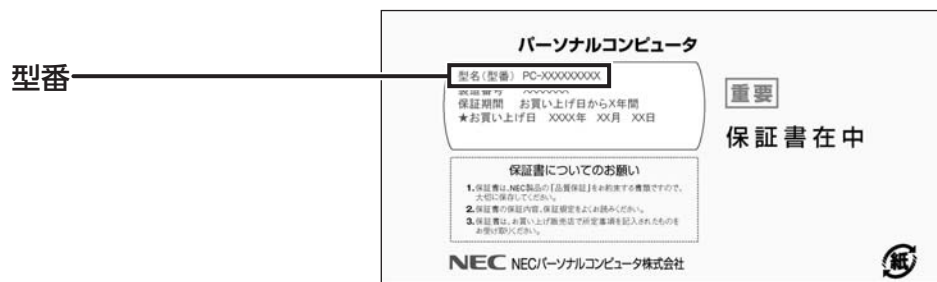 型番
パーソナルコンピュータ
型名(型番) PC-XXXXXXXXX
製造番号 XXXXXXX
保証期間 お買い上げ日からX年間
★お買い上げ日 XXXX年 XX月 XX日
重要
保証書在中
保証書についてのお願い
1.保証書は、NEC製品の「品質保証」をお約束する書類ですので、
大切に保存してください。
2.保証書の保証内容、保証規定をよくお読みください。
3.保証書は、お買い上げ販売店で所定事項を記入されたものを
お受け取りください。
NEC NECパーソナルコンピュータ株式会社
紙